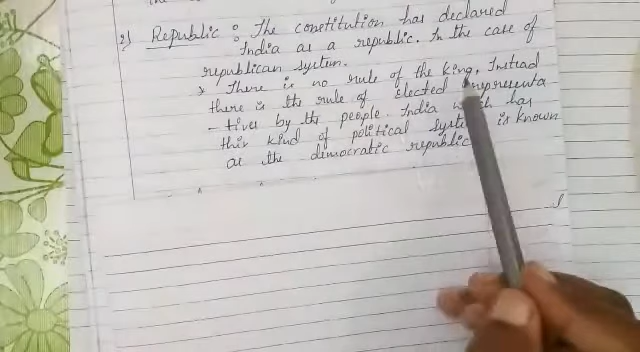 2) Republic : The constitution has declared
India as a republic. In the case of
republican system.
* There is no rule of the king. Instead
there is the rule of elected representa
-tives by the people. India which has
this kind of political system is known
as the democratic republic